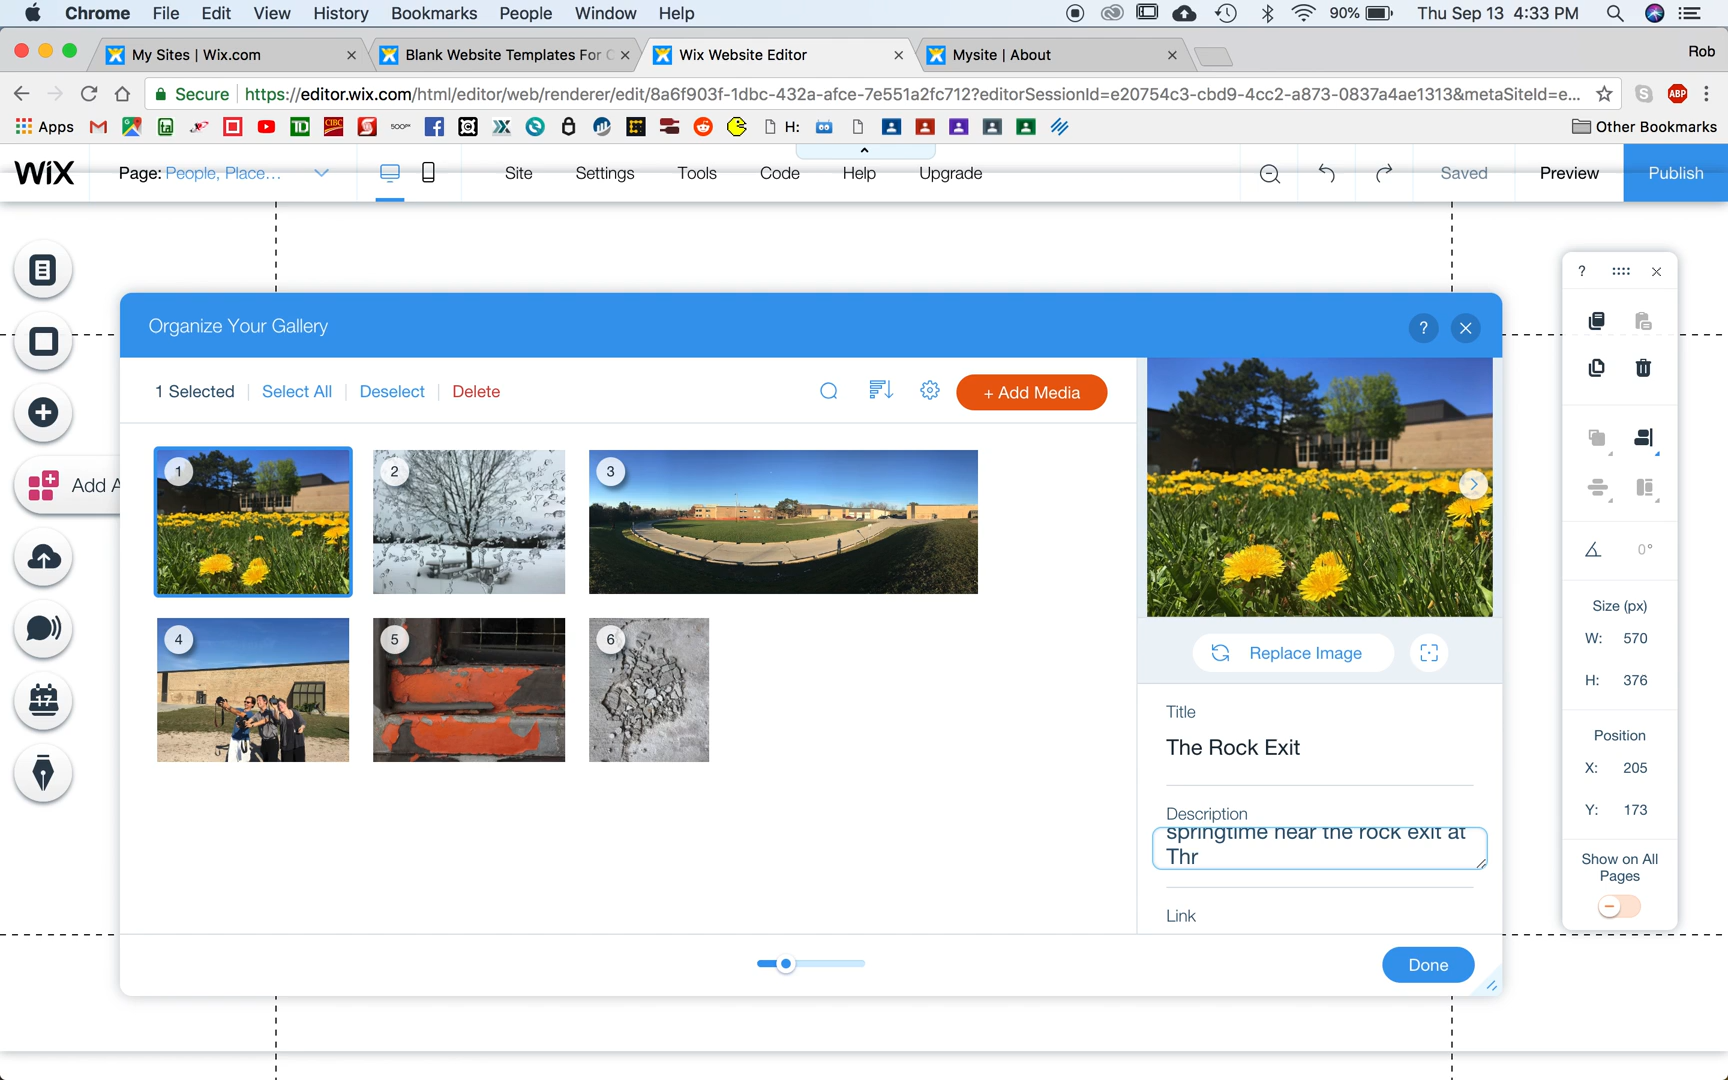 Chrome File Edit View History Bookmarks People Window Help 90% Thu Sep 13 4:33 PM
My Sites | Wix.com Blank Website Templates For Wix Website Editor Mysite | About Rob
Secure https://editor.wix.com/html/editor/web/renderer/edit/8a6f903f-1dbc-432a-afce-7e551a2fc712?editorSessionId=e20754c3-cbd9-4cc2-a873-0837a4ae1313&metaSiteId=e... ABP
Apps TD CIBC H: Other Bookmarks
WiX Page: People, Place... Site Settings Tools Code Help Upgrade Saved Preview Publish
Organize Your Gallery ?
?
1 Selected Select All Deselect Delete + Add Media
1 2 3
Add A
4 5 6
17
Replace Image
Title
The Rock Exit
Description
springtime near the rock exit at
Thr
Link
Done
0°
Size (px)
W: 570
H: 376
Position
X: 205
Y: 173
Show on All
Pages